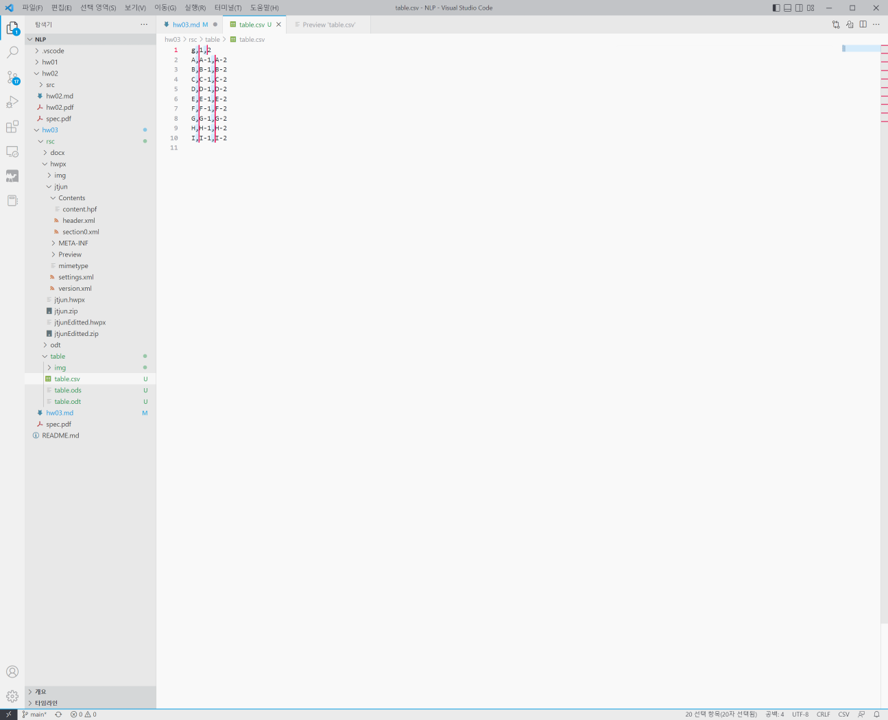 파일(F) 편집(E) 선택 영역(S) 보기(V) 이동(G) 실행(R) 터미널(T) 도움말(H)
table.csv - NLP - Visual Studio Code
탐색기
NLP
.vscode
hw01
hw02
src
hw02.md
hw02.pdf
spec.pdf
hw03
rsc
docx
hwpx
img
jtjun
Contents
content.hpf
header.xml
section0.xml
META-INF
Preview
mimetype
settings.xml
version.xml
jtjun.hwpx
jtjun.zip
jtjunEditted.hwpx
jtjunEditted.zip
odt
table
img
table.csv U
table.ods U
table.odt U
hw03.md M
spec.pdf
README.md
개요
타임라인
hw03.md M
table.csv U
Preview 'table.csv'
hw03 > rsc > table > table.csv
1 g,1,2
2 A,A-1,A-2
3 B,B-1,B-2
4 C,C-1,C-2
5 D,D-1,D-2
6 E,E-1,E-2
7 F,F-1,F-2
8 G,G-1,G-2
9 H,H-1,H-2
10 I,I-1,I-2
11
main* 0 0
20 선택 항목(20자 선택됨) 공백: 4 UTF-8 CRLF CSV